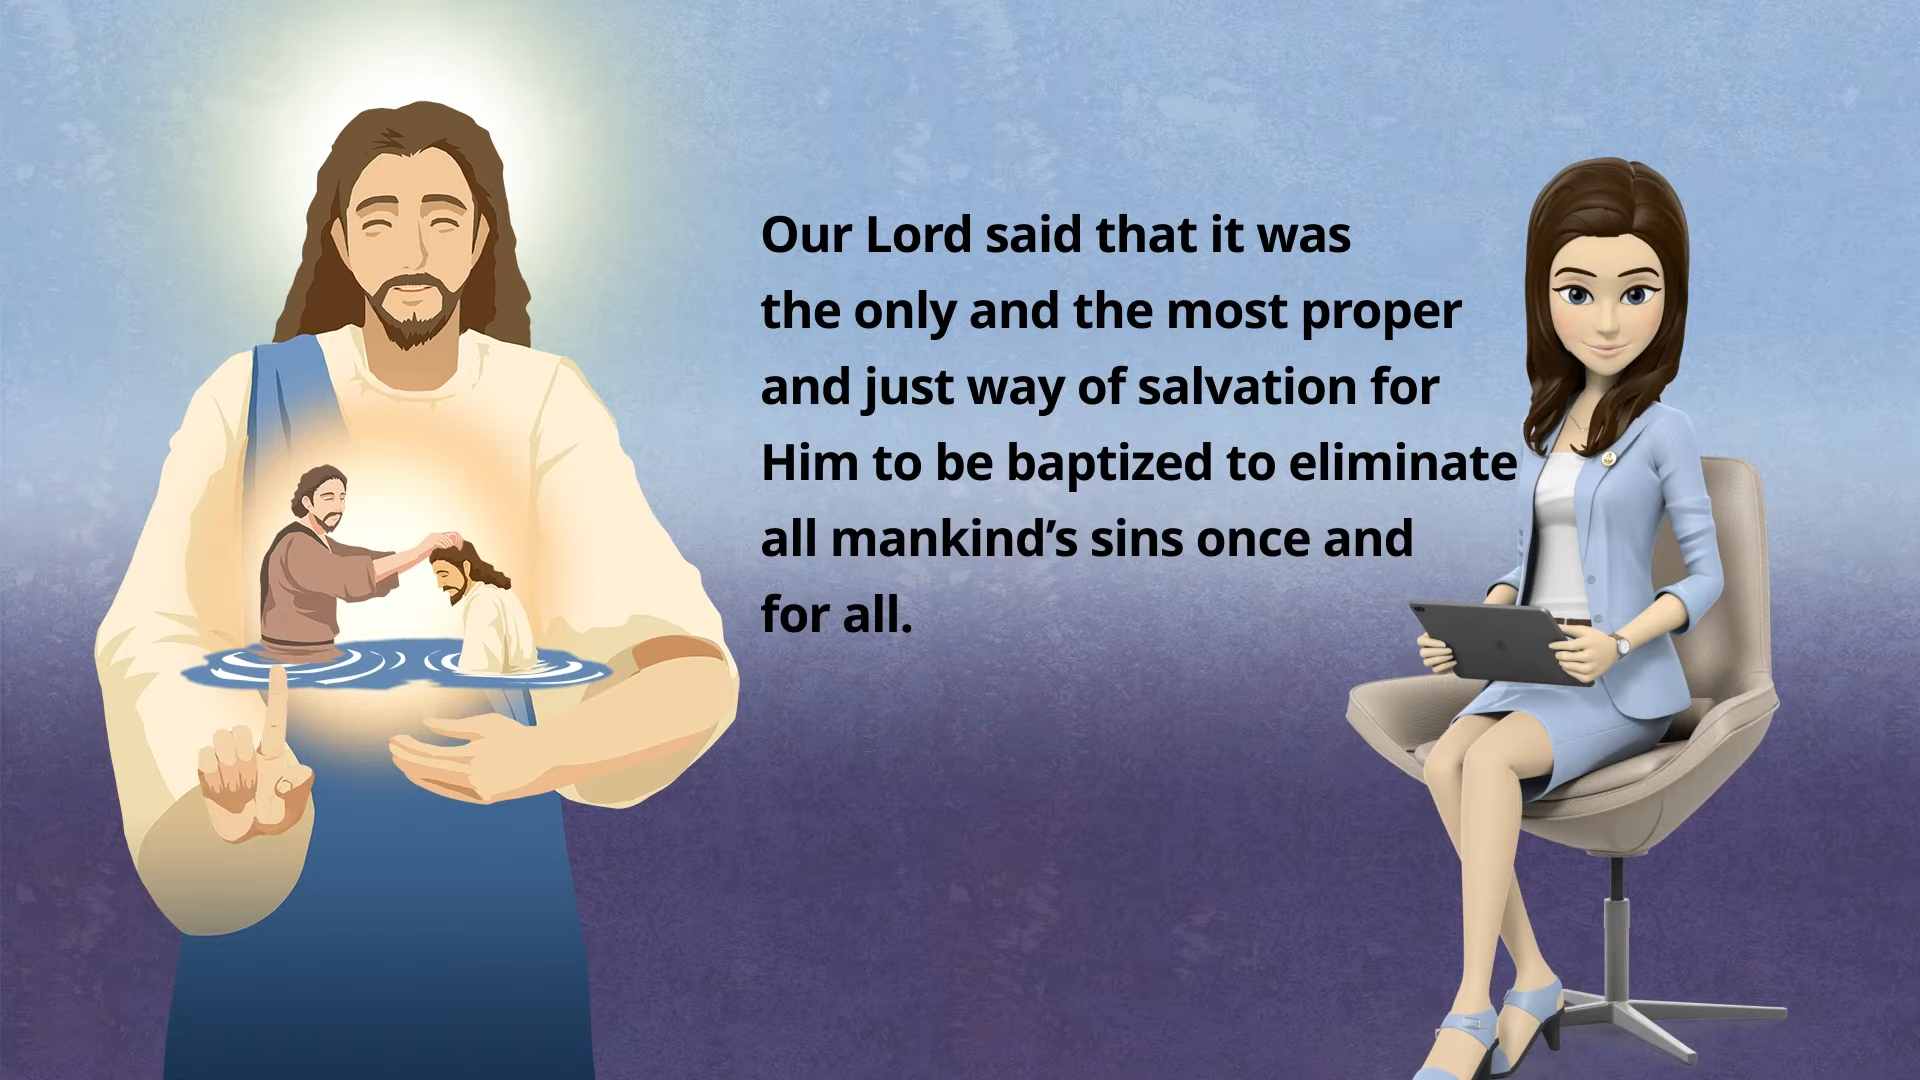 Our Lord said that it was
the only and the most proper
and just way of salvation for
Him to be baptized to eliminate
all mankind’s sins once and
for all.